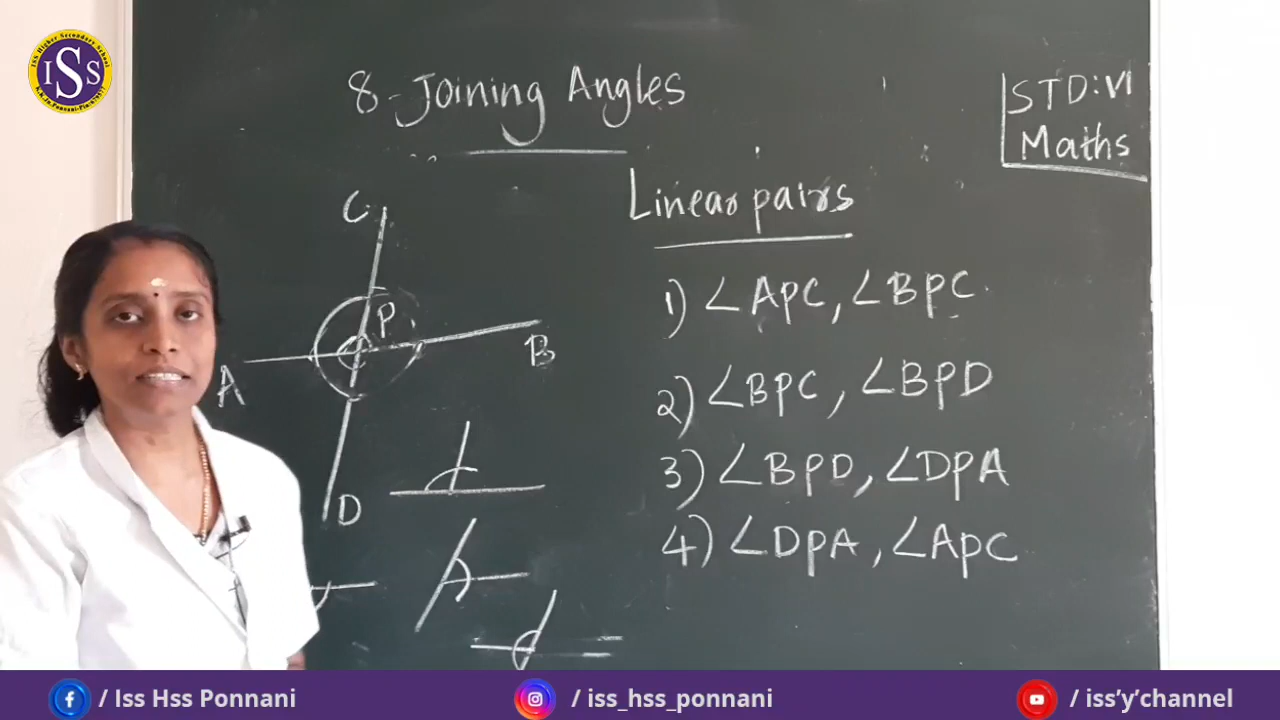 ISS
8-Joining Angles
STD:VI
Maths
Linear pairs
C
P
A
B
D
1) ∠APC, ∠BPC
2) ∠BPC, ∠BPD
3) ∠BPD, ∠DPA
4) ∠DPA, ∠APC
/ Iss Hss Ponnani
/ iss_hss_ponnani
/ iss'y'channel